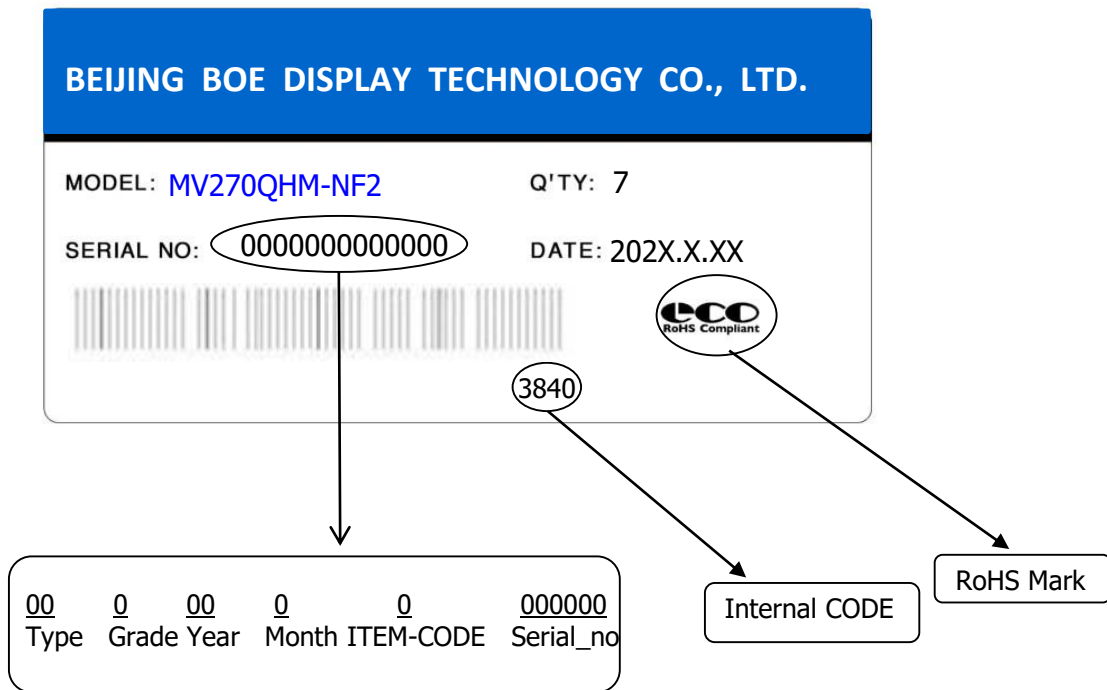 BEIJING BOE DISPLAY TECHNOLOGY CO., LTD.
MODEL: MV270QHM-NF2 Q'TY: 7
SERIAL NO: 0000000000000 DATE: 202X.X.XX
eco
RoHS Compliant
3840
00 0 00 0 0 000000
Type Grade Year Month ITEM-CODE Serial_no
Internal CODE
RoHS Mark